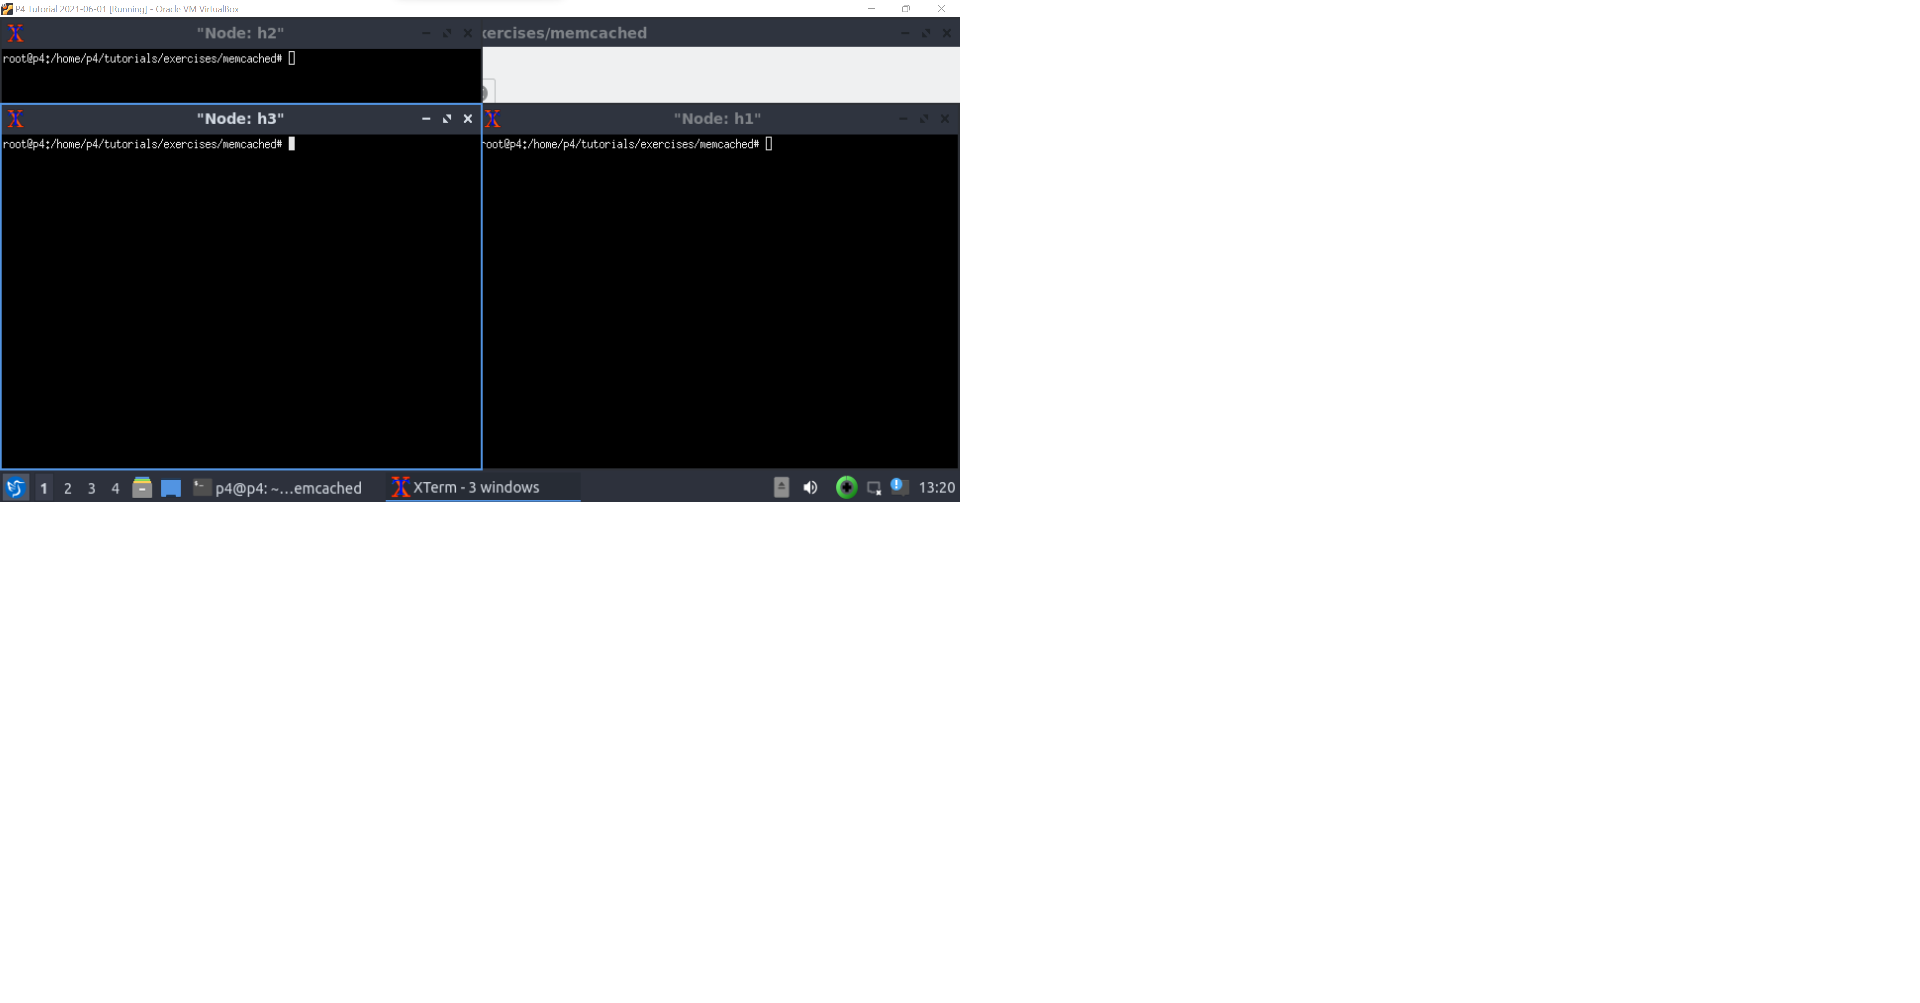 P4 Tutorial 2021-06-01 [Running] - Oracle VM VirtualBox
"Node: h2"
xercises/memcached
root@p4:/home/p4/tutorials/exercises/memcached#
"Node: h3"
"Node: h1"
root@p4:/home/p4/tutorials/exercises/memcached#
root@p4:/home/p4/tutorials/exercises/memcached#
1 2 3 4 p4@p4: ~...emcached XTerm - 3 windows 13:20